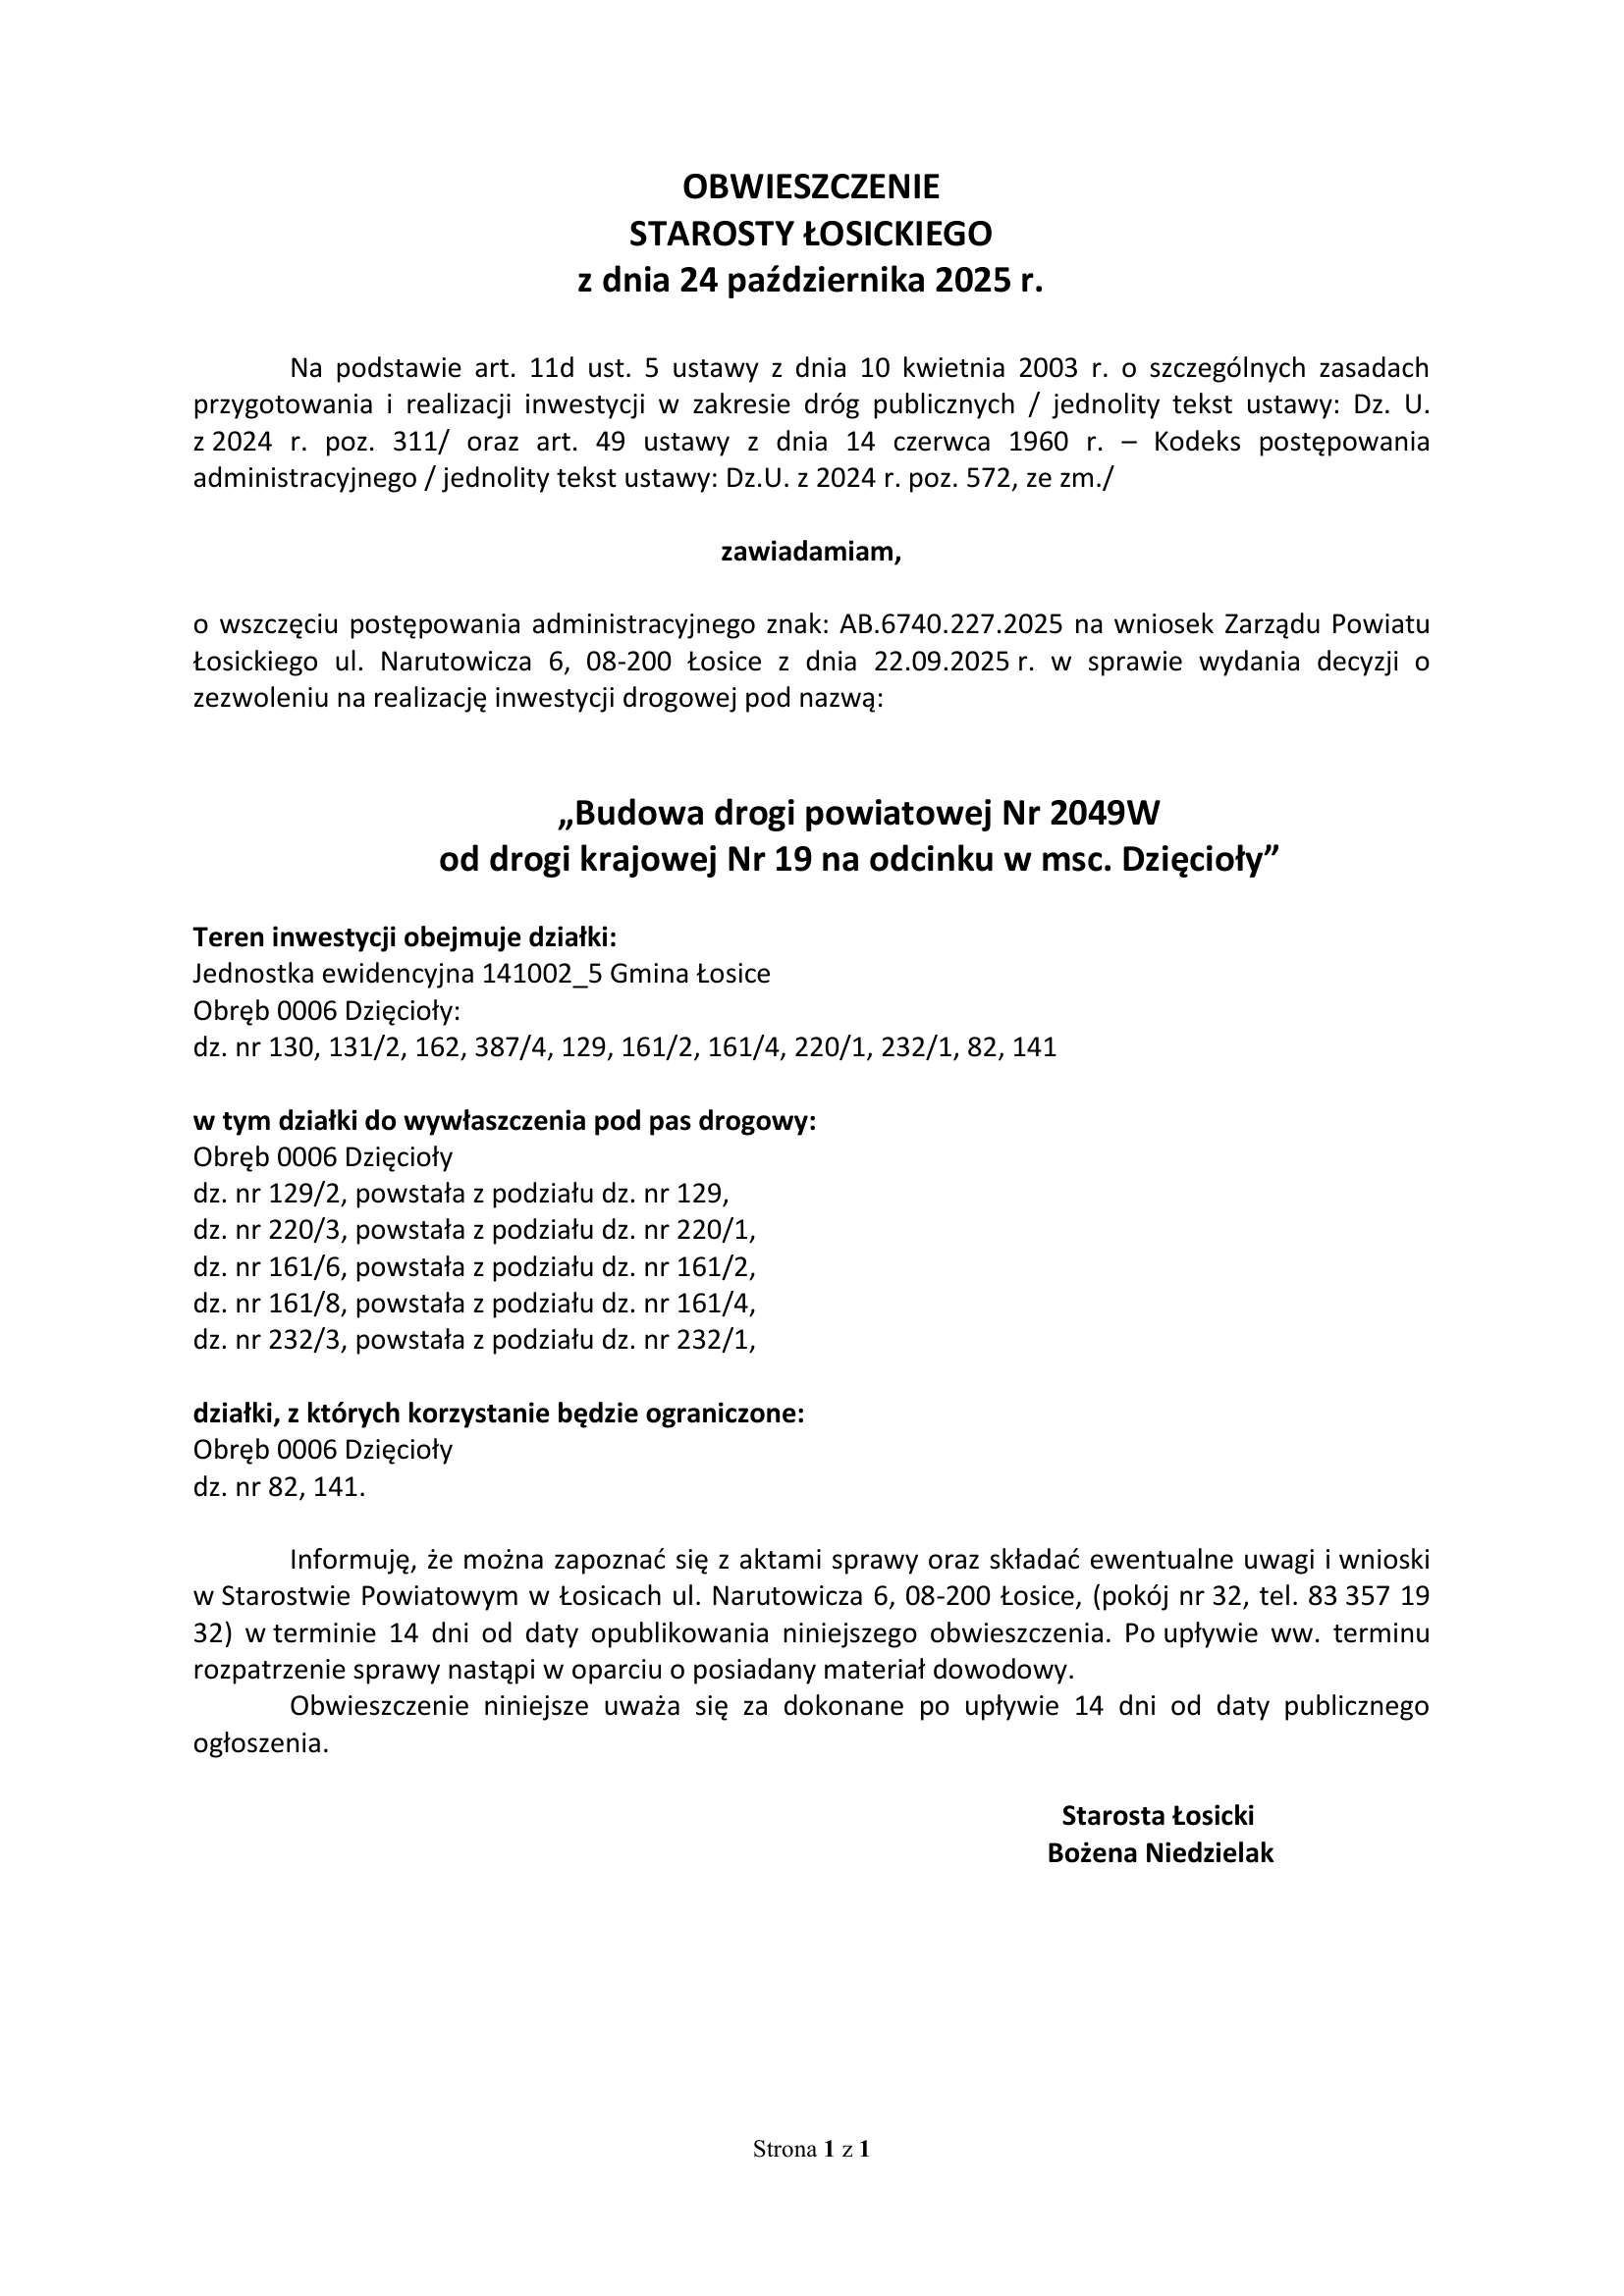 OBWIESZCZENIE
STAROSTY ŁOSICKIEGO
z dnia 24 października 2025 r.
Na podstawie art. 11d ust. 5 ustawy z dnia 10 kwietnia 2003 r. o szczególnych zasadach
przygotowania i realizacji inwestycji w zakresie dróg publicznych / jednolity tekst ustawy: Dz. U.
z 2024 r. poz. 311/ oraz art. 49 ustawy z dnia 14 czerwca 1960 r. – Kodeks postępowania
administracyjnego / jednolity tekst ustawy: Dz.U. z 2024 r. poz. 572, ze zm./
zawiadamiam,
o wszczęciu postępowania administracyjnego znak: AB.6740.227.2025 na wniosek Zarządu Powiatu
Łosickiego ul. Narutowicza 6, 08-200 Łosice z dnia 22.09.2025 r. w sprawie wydania decyzji o
zezwoleniu na realizację inwestycji drogowej pod nazwą:
„Budowa drogi powiatowej Nr 2049W
od drogi krajowej Nr 19 na odcinku w msc. Dzięcioły”
Teren inwestycji obejmuje działki:
Jednostka ewidencyjna 141002_5 Gmina Łosice
Obręb 0006 Dzięcioły:
dz. nr 130, 131/2, 162, 387/4, 129, 161/2, 161/4, 220/1, 232/1, 82, 141
w tym działki do wywłaszczenia pod pas drogowy:
Obręb 0006 Dzięcioły
dz. nr 129/2, powstała z podziału dz. nr 129,
dz. nr 220/3, powstała z podziału dz. nr 220/1,
dz. nr 161/6, powstała z podziału dz. nr 161/2,
dz. nr 161/8, powstała z podziału dz. nr 161/4,
dz. nr 232/3, powstała z podziału dz. nr 232/1,
działki, z których korzystanie będzie ograniczone:
Obręb 0006 Dzięcioły
dz. nr 82, 141.
Informuję, że można zapoznać się z aktami sprawy oraz składać ewentualne uwagi i wnioski
w Starostwie Powiatowym w Łosicach ul. Narutowicza 6, 08-200 Łosice, (pokój nr 32, tel. 83 357 19
32) w terminie 14 dni od daty opublikowania niniejszego obwieszczenia. Po upływie ww. terminu
rozpatrzenie sprawy nastąpi w oparciu o posiadany materiał dowodowy.
Obwieszczenie niniejsze uważa się za dokonane po upływie 14 dni od daty publicznego
ogłoszenia.
Starosta Łosicki
Bożena Niedzielak
Strona 1 z 1